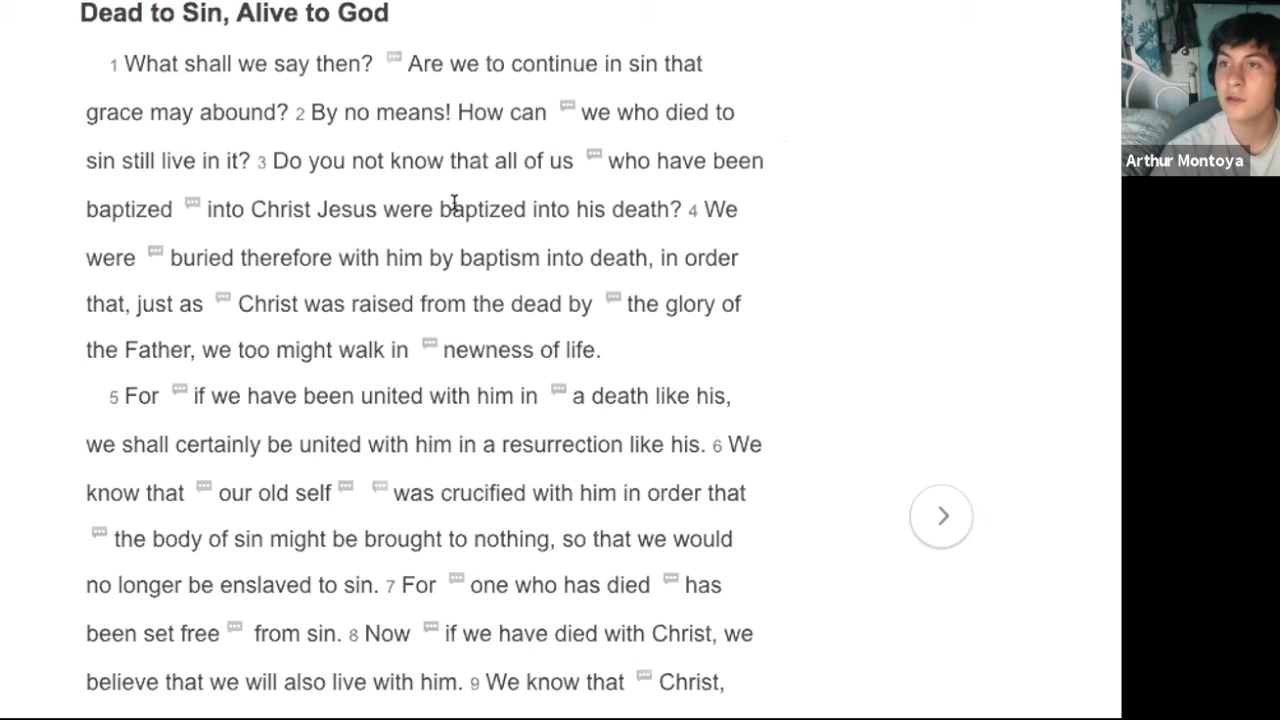 Dead to Sin, Alive to God
1 What shall we say then? Are we to continue in sin that
grace may abound? 2 By no means! How can we who died to
sin still live in it? 3 Do you not know that all of us who have been
baptized into Christ Jesus were baptized into his death? 4 We
were buried therefore with him by baptism into death, in order
that, just as Christ was raised from the dead by the glory of
the Father, we too might walk in newness of life.
5 For if we have been united with him in a death like his,
we shall certainly be united with him in a resurrection like his. 6 We
know that our old self was crucified with him in order that
the body of sin might be brought to nothing, so that we would
no longer be enslaved to sin. 7 For one who has died has
been set free from sin. 8 Now if we have died with Christ, we
believe that we will also live with him. 9 We know that Christ,
Arthur Montoya